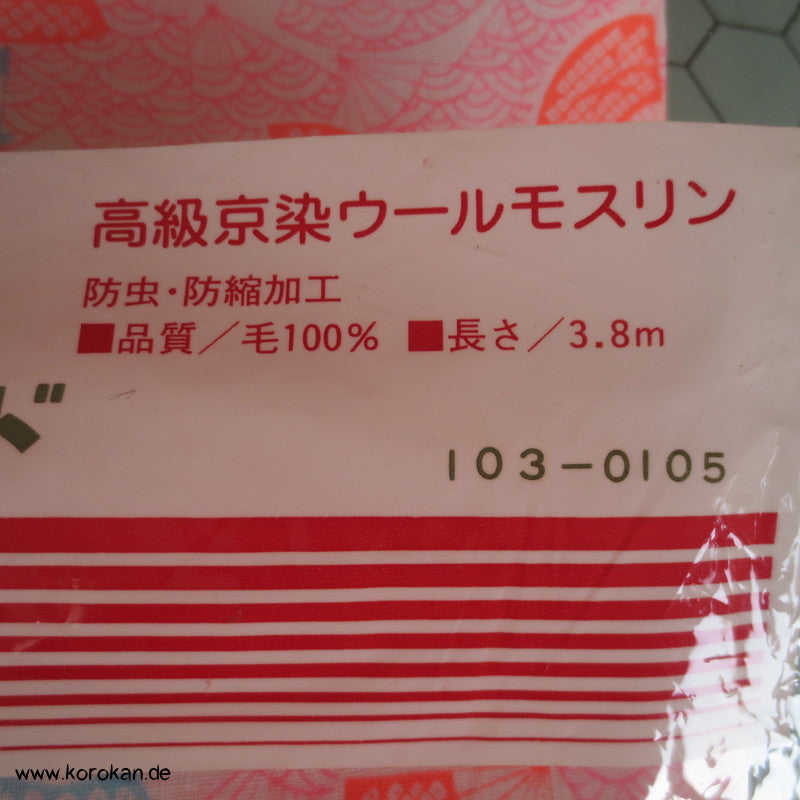 高級京染ウールモスリン
防虫・防縮加工
■品質／毛100% ■長さ／3.8m
103-0105
www.korokan.de